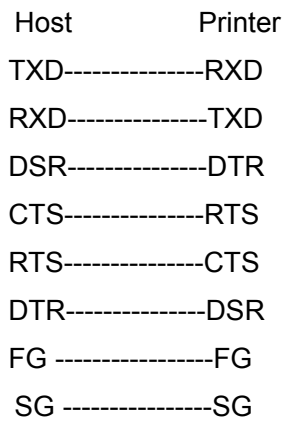 Host Printer
TXD---------------RXD
RXD---------------TXD
DSR---------------DTR
CTS---------------RTS
RTS---------------CTS
DTR---------------DSR
FG -----------------FG
SG ----------------SG